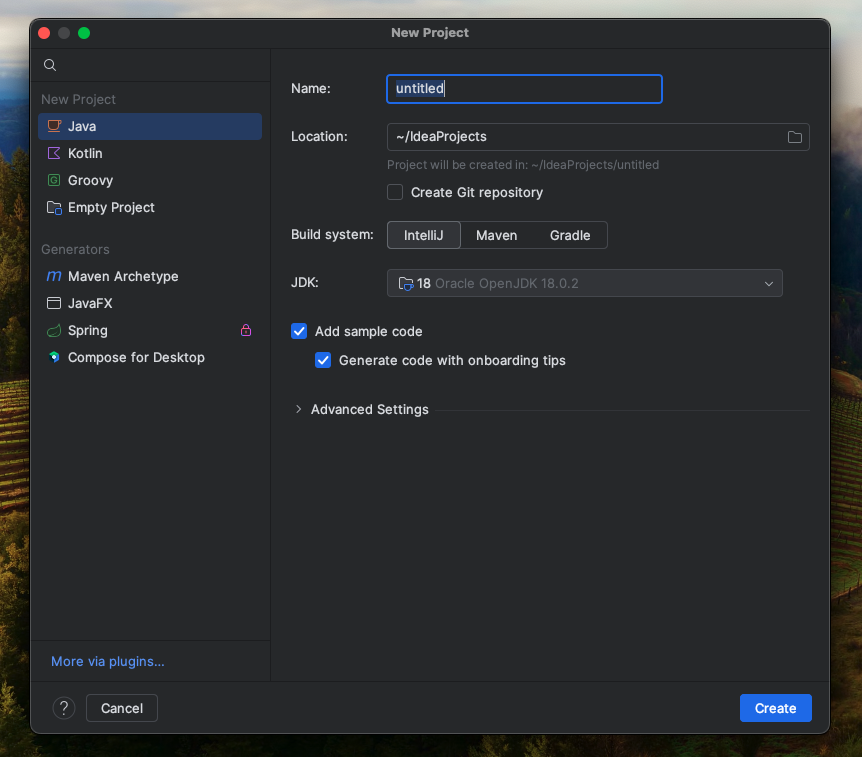 New Project
New Project
Java
Kotlin
G Groovy
Empty Project
Generators
m Maven Archetype
JavaFX
Spring
Compose for Desktop
More via plugins...
Name: untitled
Location: ~/IdeaProjects
Project will be created in: ~/IdeaProjects/untitled
Create Git repository
Build system: IntelliJ Maven Gradle
JDK: 18 Oracle OpenJDK 18.0.2
Add sample code
Generate code with onboarding tips
Advanced Settings
? Cancel Create